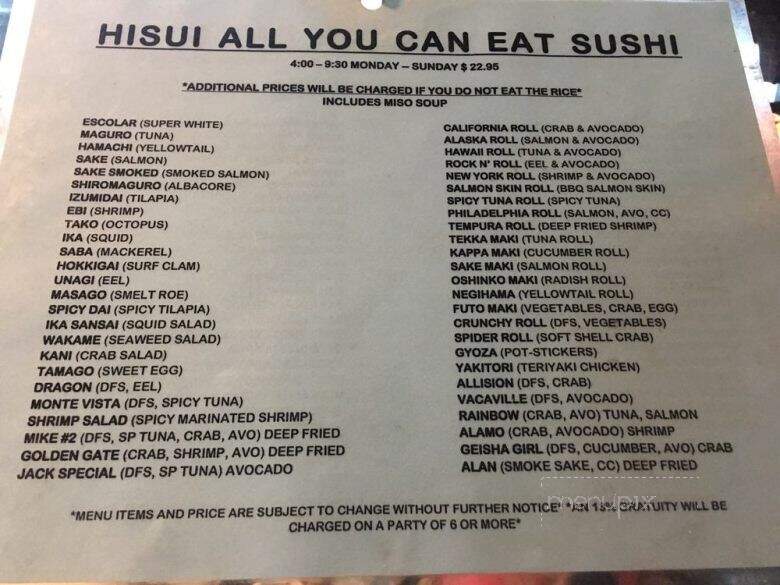 HISUI ALL YOU CAN EAT SUSHI
4:00 – 9:30 MONDAY – SUNDAY $ 22.95
*ADDITIONAL PRICES WILL BE CHARGED IF YOU DO NOT EAT THE RICE*
INCLUDES MISO SOUP
ESCOLAR (SUPER WHITE)
MAGURO (TUNA)
HAMACHI (YELLOWTAIL)
SAKE (SALMON)
SAKE SMOKED (SMOKED SALMON)
SHIROMAGURO (ALBACORE)
IZUMIDAI (TILAPIA)
EBI (SHRIMP)
TAKO (OCTOPUS)
IKA (SQUID)
SABA (MACKEREL)
HOKKIGAI (SURF CLAM)
UNAGI (EEL)
MASAGO (SMELT ROE)
SPICY DAI (SPICY TILAPIA)
IKA SANSAI (SQUID SALAD)
WAKAME (SEAWEED SALAD)
KANI (CRAB SALAD)
TAMAGO (SWEET EGG)
DRAGON (DFS, EEL)
MONTE VISTA (DFS, SPICY TUNA)
SHRIMP SALAD (SPICY MARINATED SHRIMP)
MIKE #2 (DFS, SP TUNA, CRAB, AVO) DEEP FRIED
GOLDEN GATE (CRAB, SHRIMP, AVO) DEEP FRIED
JACK SPECIAL (DFS, SP TUNA) AVOCADO
CALIFORNIA ROLL (CRAB & AVOCADO)
ALASKA ROLL (SALMON & AVOCADO)
HAWAII ROLL (TUNA & AVOCADO)
ROCK N' ROLL (EEL & AVOCADO)
NEW YORK ROLL (SHRIMP & AVOCADO)
SALMON SKIN ROLL (BBQ SALMON SKIN)
SPICY TUNA ROLL (SPICY TUNA)
PHILADELPHIA ROLL (SALMON, AVO, CC)
TEMPURA ROLL (DEEP FRIED SHRIMP)
TEKKA MAKI (TUNA ROLL)
KAPPA MAKI (CUCUMBER ROLL)
SAKE MAKI (SALMON ROLL)
OSHINKO MAKI (RADISH ROLL)
NEGIHAMA (YELLOWTAIL ROLL)
FUTO MAKI (VEGETABLES, CRAB, EGG)
CRUNCHY ROLL (DFS, VEGETABLES)
SPIDER ROLL (SOFT SHELL CRAB)
GYOZA (POT-STICKERS)
YAKITORI (TERIYAKI CHICKEN)
ALLISION (DFS, CRAB)
VACAVILLE (DFS, AVOCADO)
RAINBOW (CRAB, AVO) TUNA, SALMON
ALAMO (CRAB, AVOCADO) SHRIMP
GEISHA GIRL (DFS, CUCUMBER, AVO) CRAB
ALAN (SMOKE SAKE, CC) DEEP FRIED
menupix
*MENU ITEMS AND PRICE ARE SUBJECT TO CHANGE WITHOUT FURTHER NOTICE* *AN 18% GRATUITY WILL BE
CHARGED ON A PARTY OF 6 OR MORE*